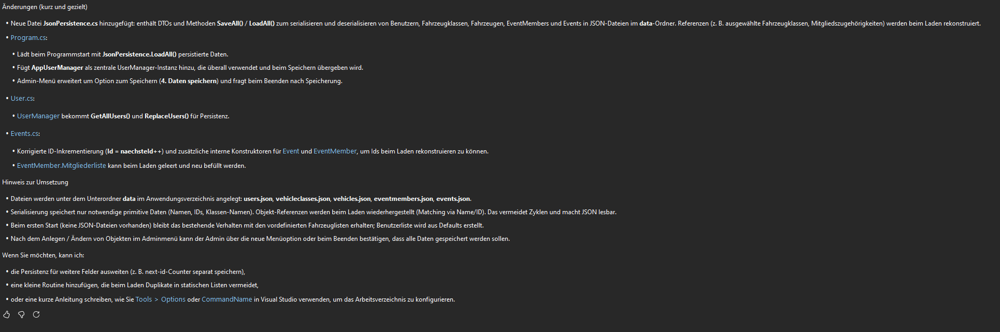 Änderungen (kurz und gezielt)
• Neue Datei JsonPersistence.cs hinzugefügt: enthält DTOs und Methoden SaveAll() / LoadAll() zum serialisieren und deserialisieren von Benutzern, Fahrzeugklassen, Fahrzeugen, EventMembers und Events in JSON-Dateien im data-Ordner. Referenzen (z. B. ausgewählte Fahrzeugklassen, Mitgliedszugehörigkeiten) werden beim Laden rekonstruiert.
• Program.cs:
• Lädt beim Programmstart mit JsonPersistence.LoadAll() persistierte Daten.
• Fügt AppUserManager als zentrale UserManager-Instanz hinzu, die überall verwendet und beim Speichern übergeben wird.
• Admin-Menü erweitert um Option zum Speichern (4. Daten speichern) und fragt beim Beenden nach Speicherung.
• User.cs:
• UserManager bekommt GetAllUsers() und ReplaceUsers() für Persistenz.
• Events.cs:
• Korrigierte ID-Inkrementierung (Id = naechsteId++) und zusätzliche interne Konstruktoren für Event und EventMember, um Ids beim Laden rekonstruieren zu können.
• EventMember.Mitgliederliste kann beim Laden geleert und neu befüllt werden.
Hinweis zur Umsetzung
• Dateien werden unter dem Unterordner data im Anwendungsverzeichnis angelegt: users.json, vehicleclasses.json, vehicles.json, eventmembers.json, events.json.
• Serialisierung speichert nur notwendige primitive Daten (Namen, IDs, Klassen-Namen). Objekt-Referenzen werden beim Laden wiederhergestellt (Matching via Name/ID). Das vermeidet Zyklen und macht JSON lesbar.
• Beim ersten Start (keine JSON-Dateien vorhanden) bleibt das bestehende Verhalten mit den vordefinierten Fahrzeuglisten erhalten; Benutzerliste wird aus Defaults erstellt.
• Nach dem Anlegen / Ändern von Objekten im Adminmenü kann der Admin über die neue Menüoption oder beim Beenden bestätigen, dass alle Daten gespeichert werden sollen.
Wenn Sie möchten, kann ich:
• die Persistenz für weitere Felder ausweiten (z. B. next-id-Counter separat speichern),
• eine kleine Routine hinzufügen, die beim Laden Duplikate in statischen Listen vermeidet,
• oder eine kurze Anleitung schreiben, wie Sie Tools > Options oder CommandName in Visual Studio verwenden, um das Arbeitsverzeichnis zu konfigurieren.